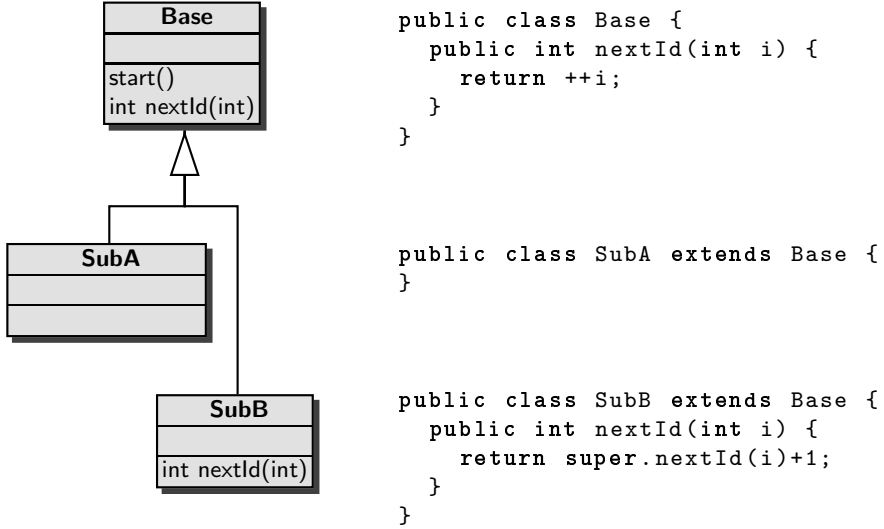 Base
start()
int nextId(int)
SubA
SubB
int nextId(int)
public class Base {
public int nextId(int i) {
return ++i;
}
}
public class SubA extends Base {
}
public class SubB extends Base {
public int nextId(int i) {
return super.nextId(i)+1;
}
}